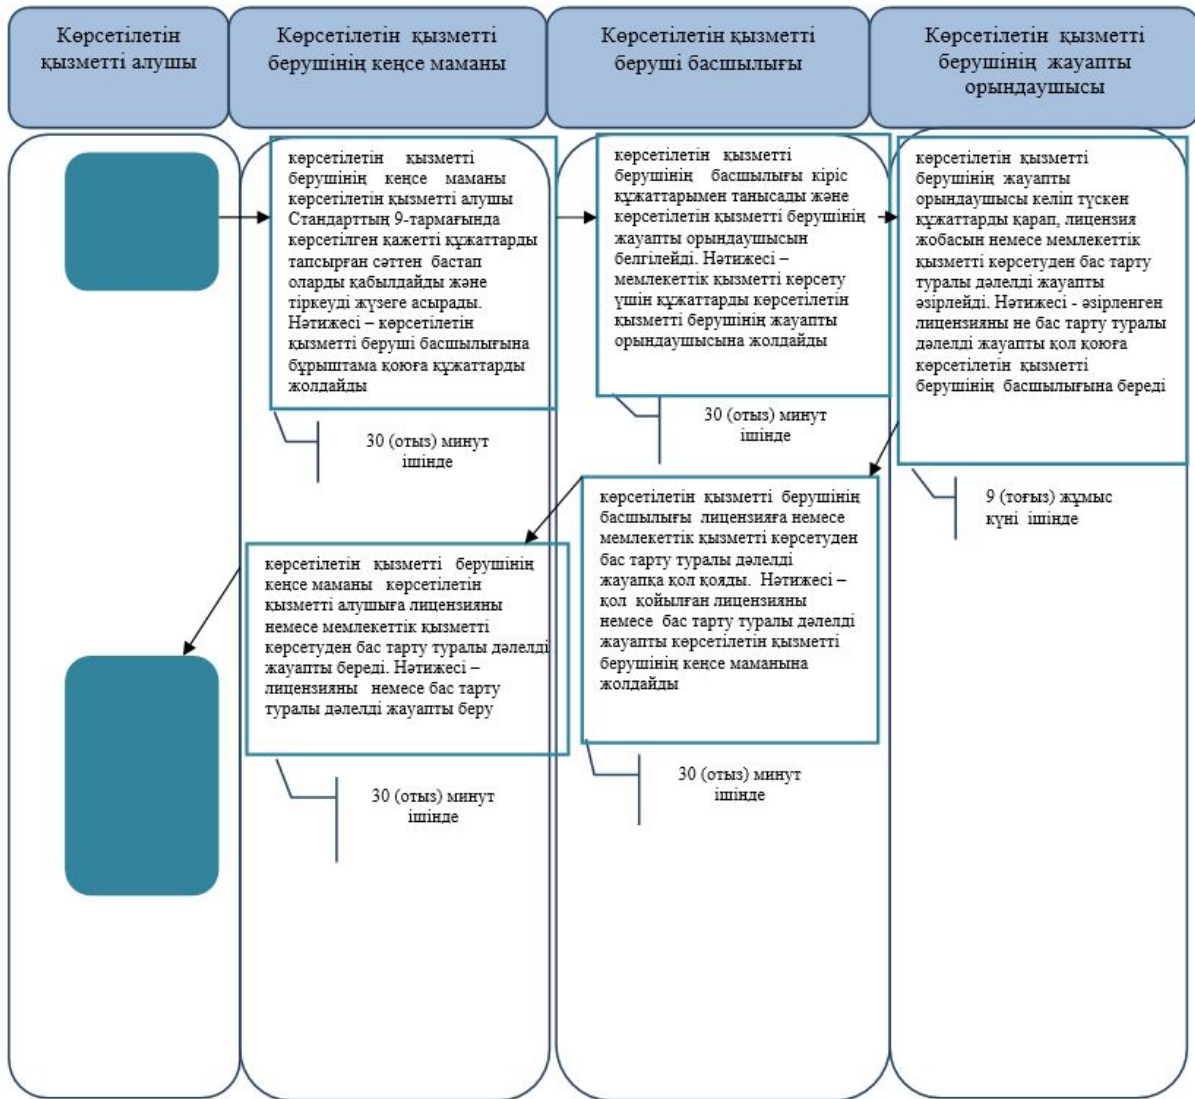 Көрсетілетін
қызметті алушы
Көрсетілетін қызметті
берушінің кеңсе маманы
Көрсетілетін қызметті
беруші басшылығы
Көрсетілетін қызметті
берушінің жауапты
орындаушысы
көрсетілетін қызметті
берушінің кеңсе маманы
көрсетілетін қызметті алушы
Стандарттың 9-тармағында
көрсетілген қажетті құжаттарды
тапсырған сәттен бастап
оларды қабылдайды және
тіркеуді жүзеге асырады.
Нәтижесі – көрсетілетін
қызметті беруші басшылығына
бұрыштама қоюға құжаттарды
жолдайды
30 (отыз) минут
ішінде
көрсетілетін қызметті
берушінің басшылығы кіріс
құжаттарымен танысады және
көрсетілетін қызметті берушінің
жауапты орындаушысын
белгілейді. Нәтижесі –
мемлекеттік қызметті көрсету
үшін құжаттарды көрсетілетін
қызметті берушінің жауапты
орындаушысына жолдайды
30 (отыз) минут
ішінде
көрсетілетін қызметті
берушінің жауапты
орындаушысы келіп түскен
құжаттарды қарап, лицензия
жобасын немесе мемлекеттік
қызметті көрсетуден бас тарту
туралы дәлелді жауапты
әзірлейді. Нәтижесі - әзірленген
лицензияны не бас тарту туралы
дәлелді жауапты қол қоюға
көрсетілетін қызметті
берушінің басшылығына береді
9 (тоғыз) жұмыс
күні ішінде
көрсетілетін қызметті берушінің
басшылығы лицензияға немесе
мемлекеттік қызметті көрсетуден
бас тарту туралы дәлелді
жауапқа қол қояды. Нәтижесі –
қол қойылған лицензияны
немесе бас тарту туралы дәлелді
жауапты көрсетілетін қызметті
берушінің кеңсе маманына
жолдайды
30 (отыз) минут
ішінде
көрсетілетін қызметті берушінің
кеңсе маманы көрсетілетін
қызметті алушыға лицензияны
немесе мемлекеттік қызметті
көрсетуден бас тарту туралы дәлелді
жауапты береді. Нәтижесі –
лицензияны немесе бас тарту
туралы дәлелді жауапты беру
30 (отыз) минут
ішінде